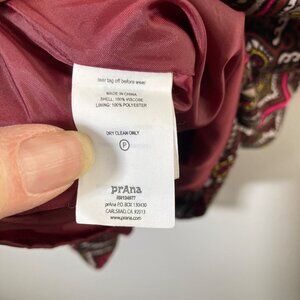 tear tag off before wear
MADE IN CHINA
SHELL: 100% VISCOSE
LINING: 100% POLYESTER
DRY CLEAN ONLY
P
prAna
prAna P.O. BOX 130430
CARLSBAD, CA. 92013
www.prana.com